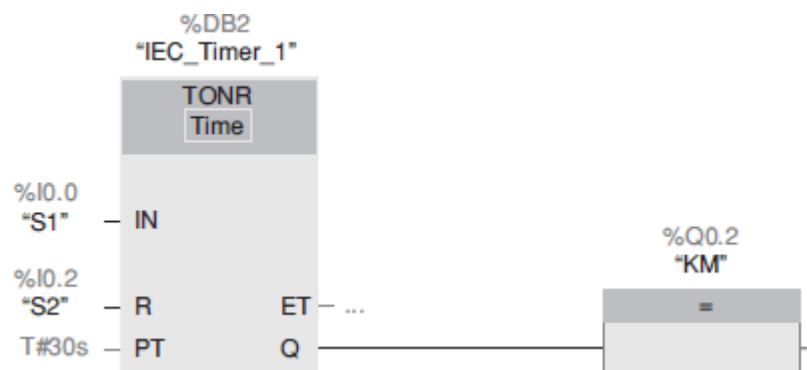 %DB2
“IEC_Timer_1”
TONR
Time
%I0.0
“S1” IN
%Q0.2
“KM”
%I0.2
“S2” R ET ...
=
T#30s PT Q